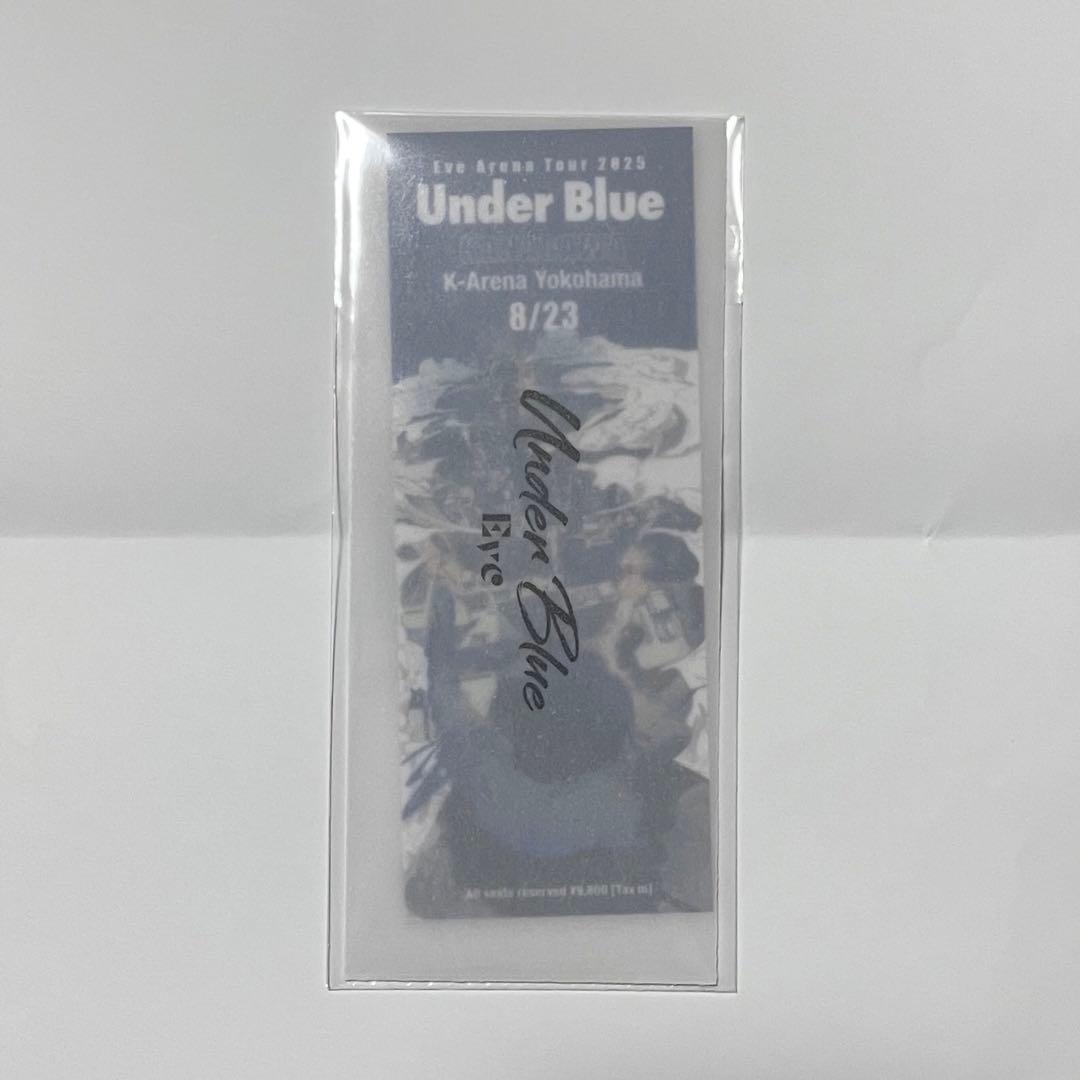 Eve Arena Tour 2025
Under Blue
K-Arena Yokohama
8/23
Under Blue
Eve
All seats reserved ¥9,800 [Tax in]